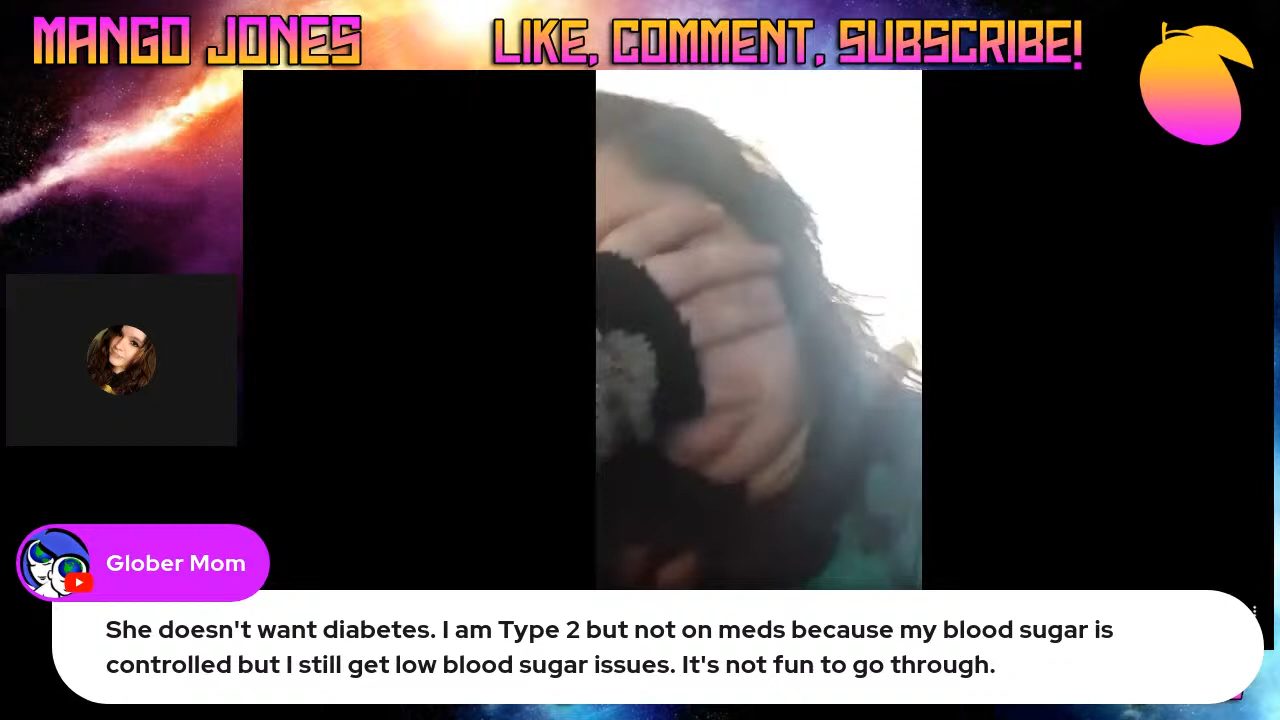 MANGO JONES
LIKE, COMMENT, SUBSCRIBE!
Glober Mom
She doesn't want diabetes. I am Type 2 but not on meds because my blood sugar is
controlled but I still get low blood sugar issues. It's not fun to go through.